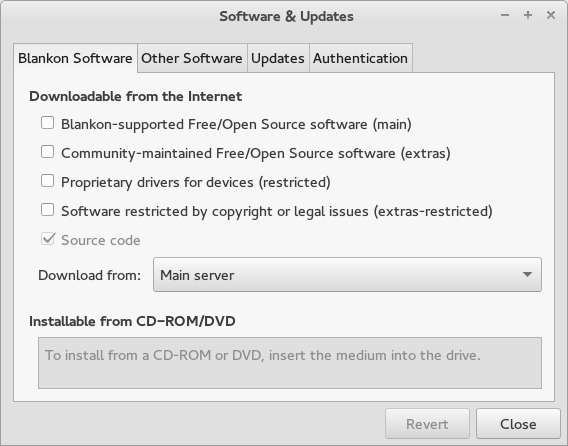 Software & Updates
Blankon Software Other Software Updates Authentication
Downloadable from the Internet
Blankon-supported Free/Open Source software (main)
Community-maintained Free/Open Source software (extras)
Proprietary drivers for devices (restricted)
Software restricted by copyright or legal issues (extras-restricted)
Source code
Download from: Main server
Installable from CD-ROM/DVD
To install from a CD-ROM or DVD, insert the medium into the drive.
Revert Close